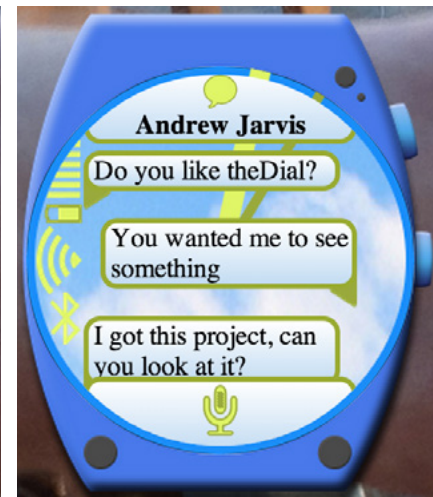 Andrew Jarvis
Do you like theDial?
You wanted me to see
something
I got this project, can
you look at it?